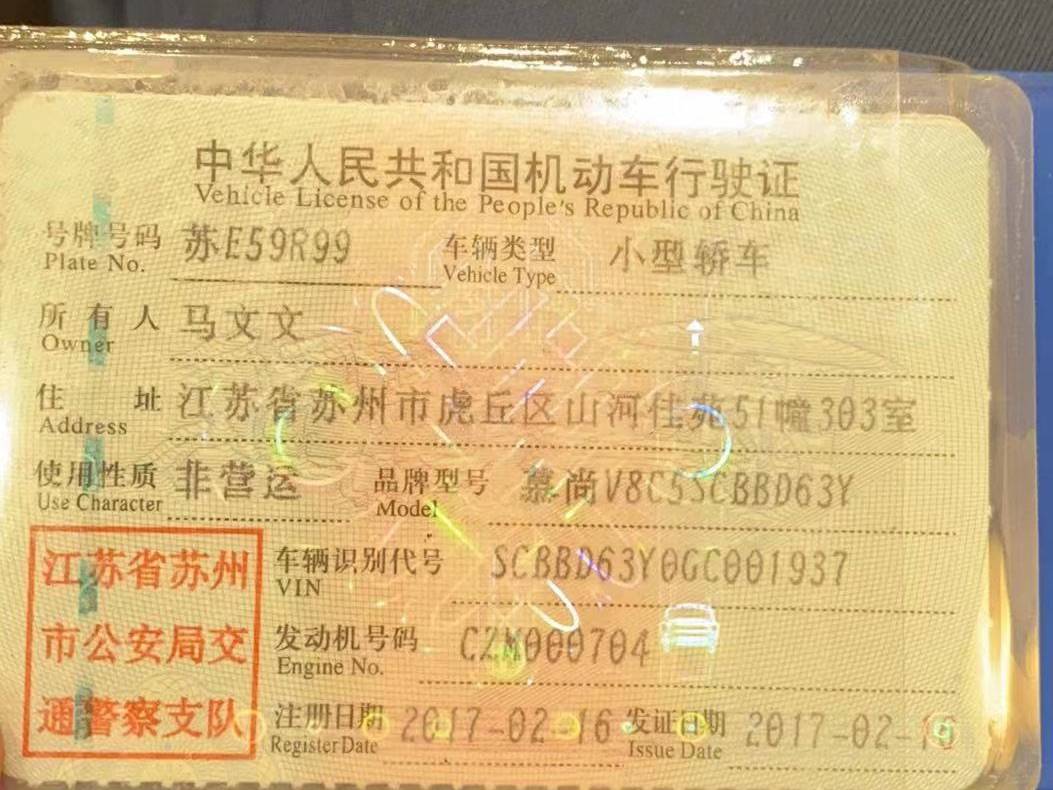 中华人民共和国机动车行驶证
Vehicle License of the People's Republic of China
号牌号码 苏E59R99 车辆类型 小型轿车
Plate No. Vehicle Type
所有人 马文文
Owner
住址 江苏省苏州市虎丘区山河佳苑51幢303室
Address
使用性质 非营运 品牌型号 慕尚V8C5SCBBD63Y
Use Character Model
江苏省苏州 车辆识别代号 SCBBD63Y0GC001937
VIN
市公安局交 发动机号码 CZM000704
Engine No.
通警察支队 注册日期 2017-02-16 发证日期 2017-02-16
Register Date Issue Date